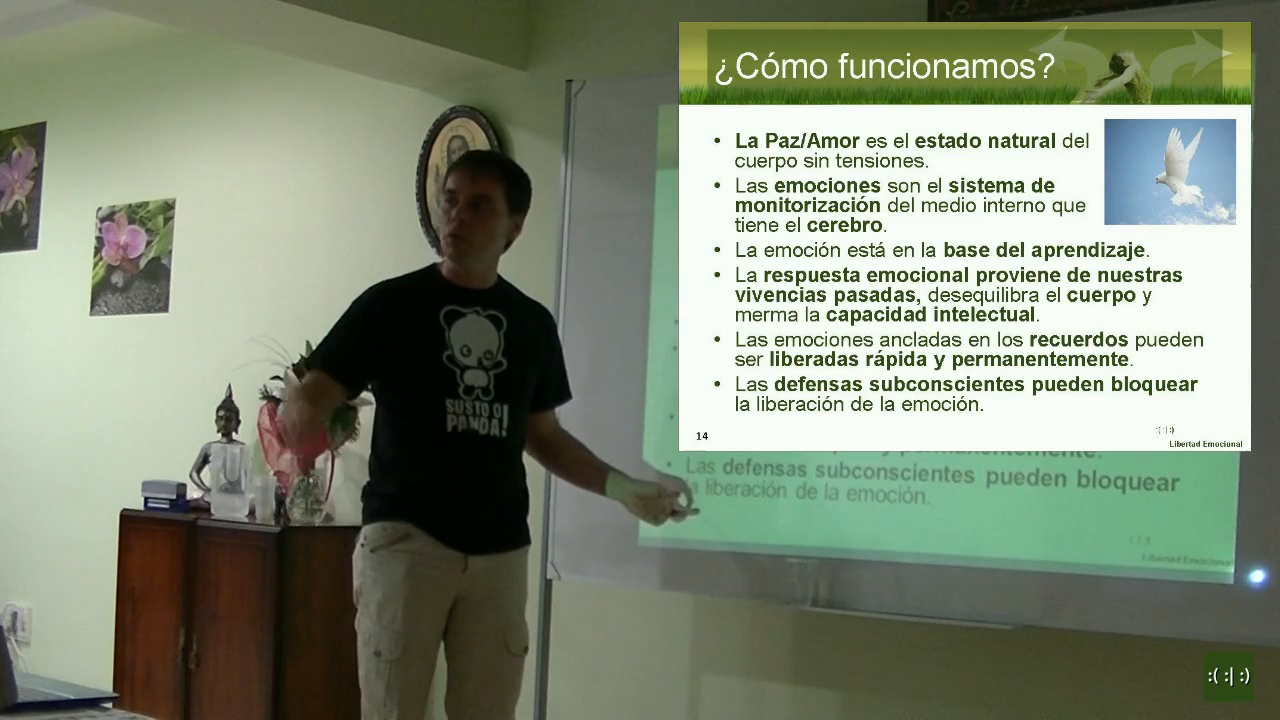 ¿Cómo funcionamos?
• La Paz/Amor es el estado natural del
cuerpo sin tensiones.
• Las emociones son el sistema de
monitorización del medio interno que
tiene el cerebro.
• La emoción está en la base del aprendizaje.
• La respuesta emocional proviene de nuestras
vivencias pasadas, desequilibra el cuerpo y
merma la capacidad intelectual.
• Las emociones ancladas en los recuerdos pueden
ser liberadas rápida y permanentemente.
• Las defensas subconscientes pueden bloquear
la liberación de la emoción.
14
:(:|:)
Libertad Emocional
SUSTO O
PANDA!
permanentemente.
• Las defensas subconscientes pueden bloquear
la liberación de la emoción.
Libertad Emocional
:( :| :)